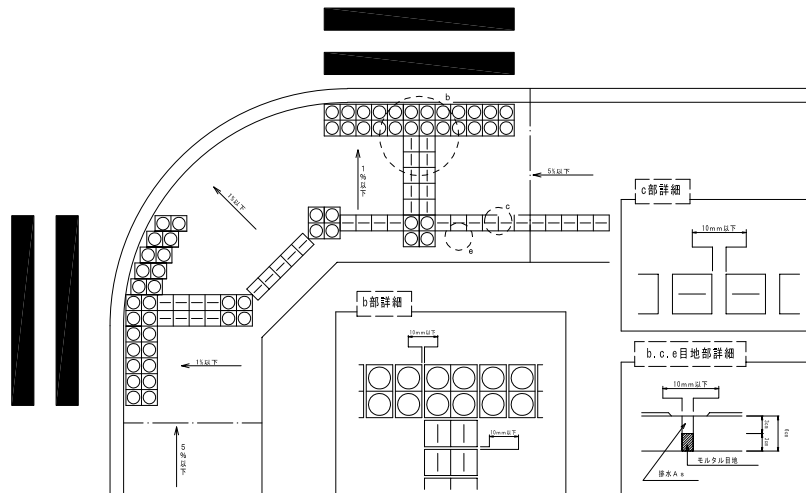 b
1%以下
5%以下
1%以下
c
e
c部詳細
10mm以下
b部詳細
10mm以下
10mm以下
1%以下
5%以下
b.c.e目地部詳細
10mm以下
モルタル目地
排水As